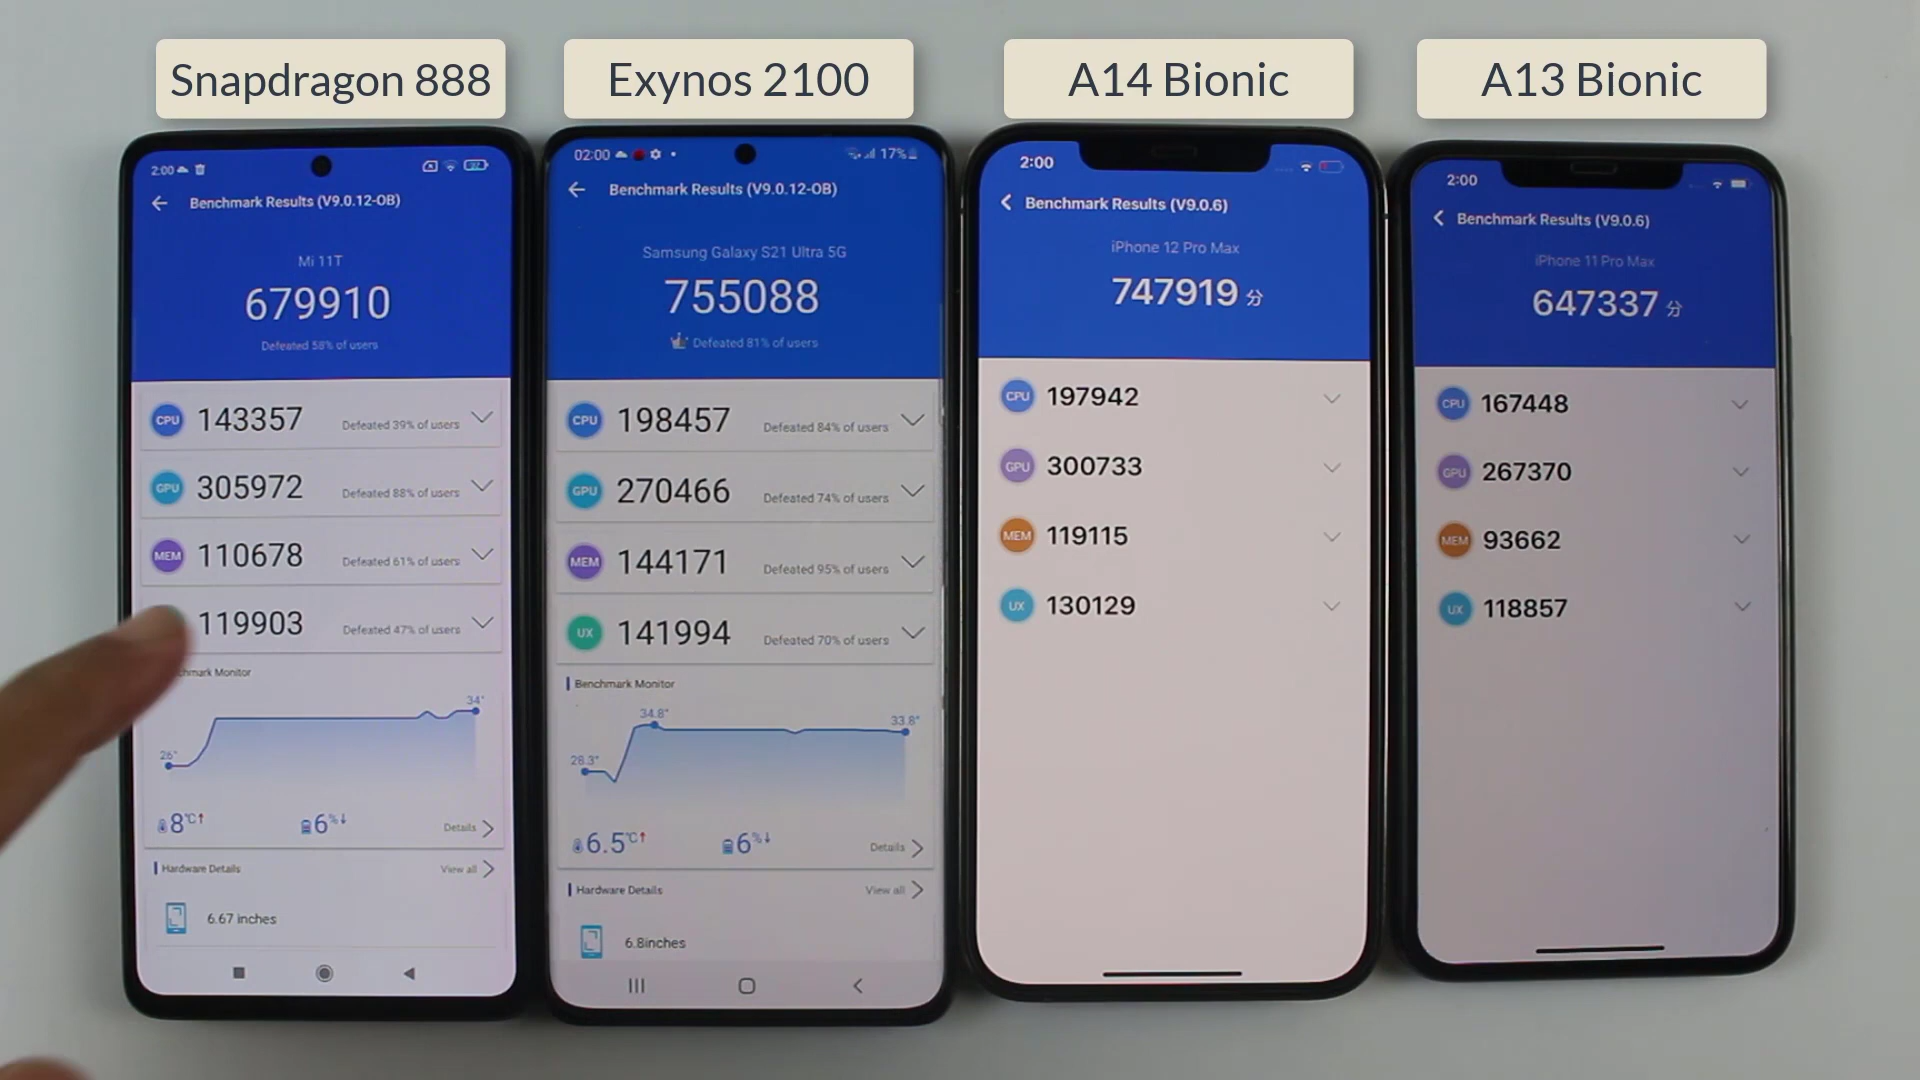 Snapdragon 888
Exynos 2100
A14 Bionic
A13 Bionic
2:00
Benchmark Results (V9.0.12-OB)
Mi 11T
679910
Defeated 58% of users
CPU 143357 Defeated 39% of users
GPU 305972 Defeated 88% of users
MEM 110678 Defeated 61% of users
119903 Defeated 47% of users
chmark Monitor
26°
34°
8°C↑
6%↓
Details
Hardware Details
View all
6.67 inches
02:00
17%
Benchmark Results (V9.0.12-OB)
Samsung Galaxy S21 Ultra 5G
755088
Defeated 81% of users
CPU 198457 Defeated 84% of users
GPU 270466 Defeated 74% of users
MEM 144171 Defeated 95% of users
UX 141994 Defeated 70% of users
Benchmark Monitor
34.8°
33.8°
6.5°C↑
6%↓
Details
Hardware Details
View all
6.8inches
2:00
Benchmark Results (V9.0.6)
iPhone 12 Pro Max
747919 分
CPU 197942
GPU 300733
MEM 119115
UX 130129
2:00
Benchmark Results (V9.0.6)
iPhone 11 Pro Max
647337 分
CPU 167448
GPU 267370
MEM 93662
UX 118857